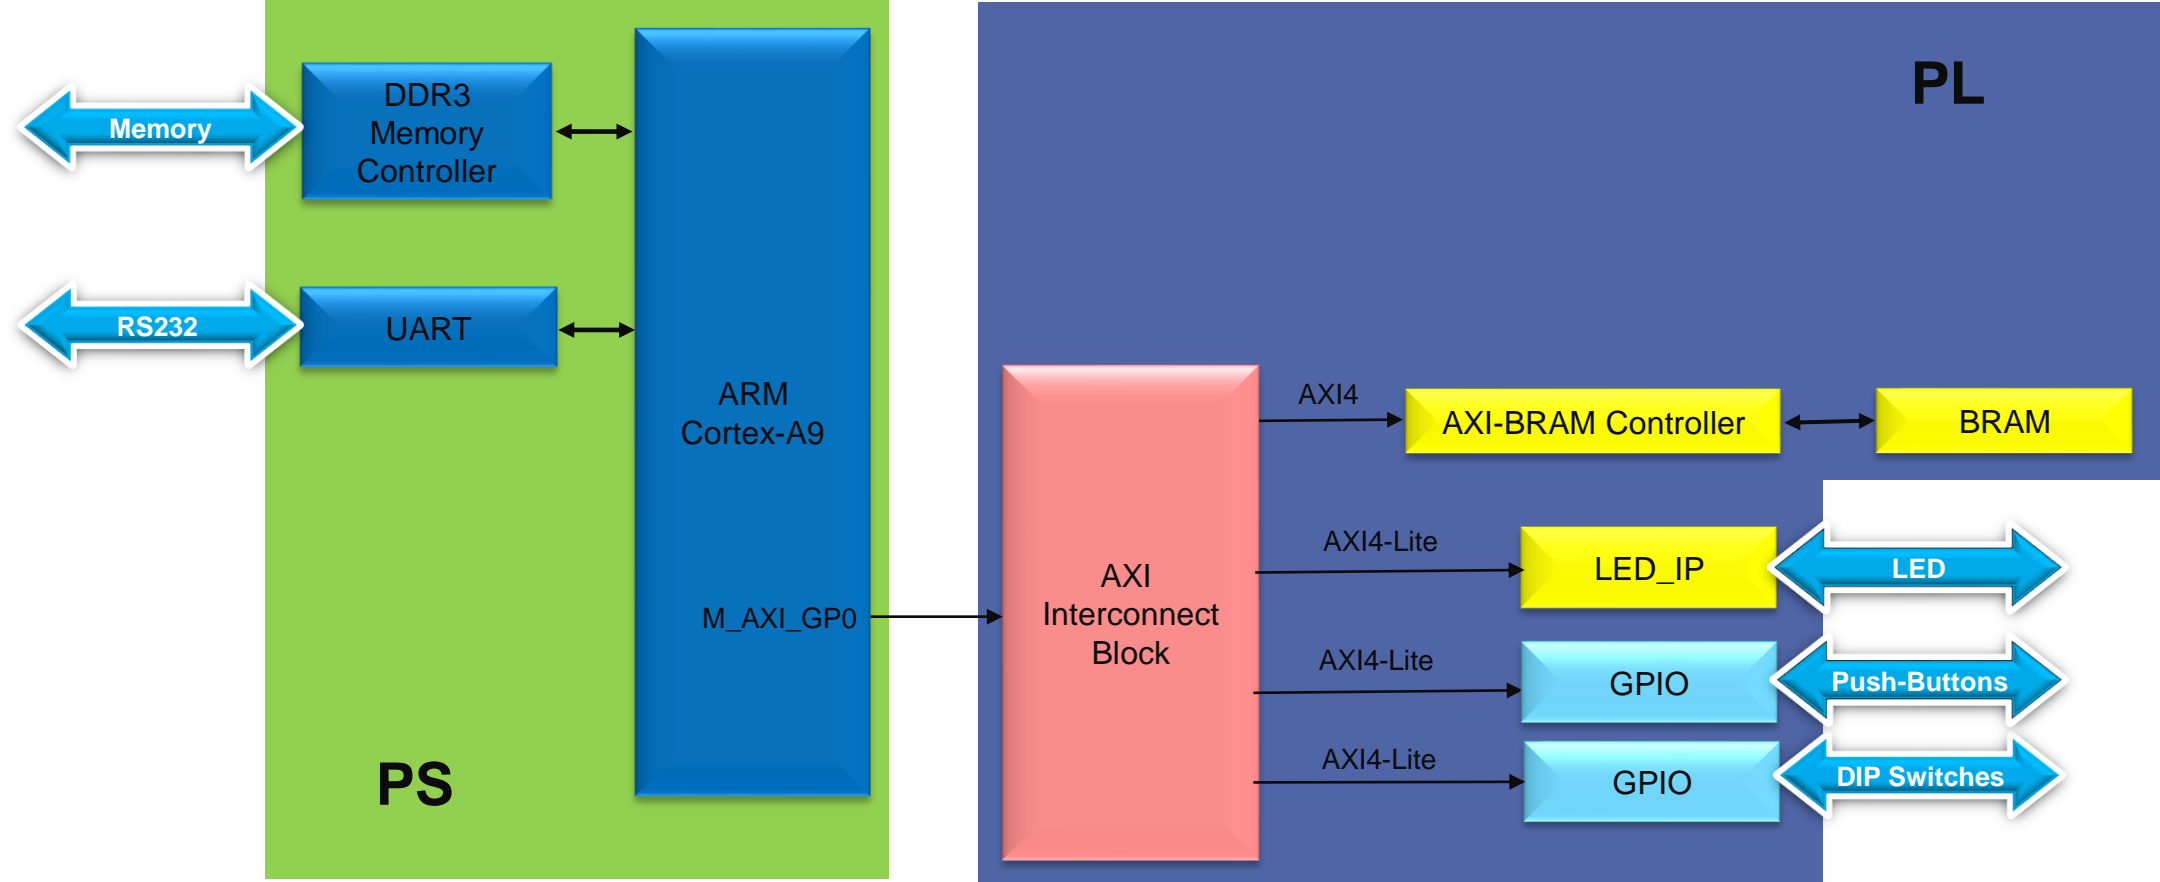 PL
DDR3
Memory
Controller
Memory
RS232
UART
ARM
Cortex-A9
M_AXI_GP0
PS
AXI
Interconnect
Block
AXI4
AXI-BRAM Controller
BRAM
AXI4-Lite
LED_IP
LED
AXI4-Lite
GPIO
Push-Buttons
AXI4-Lite
GPIO
DIP Switches